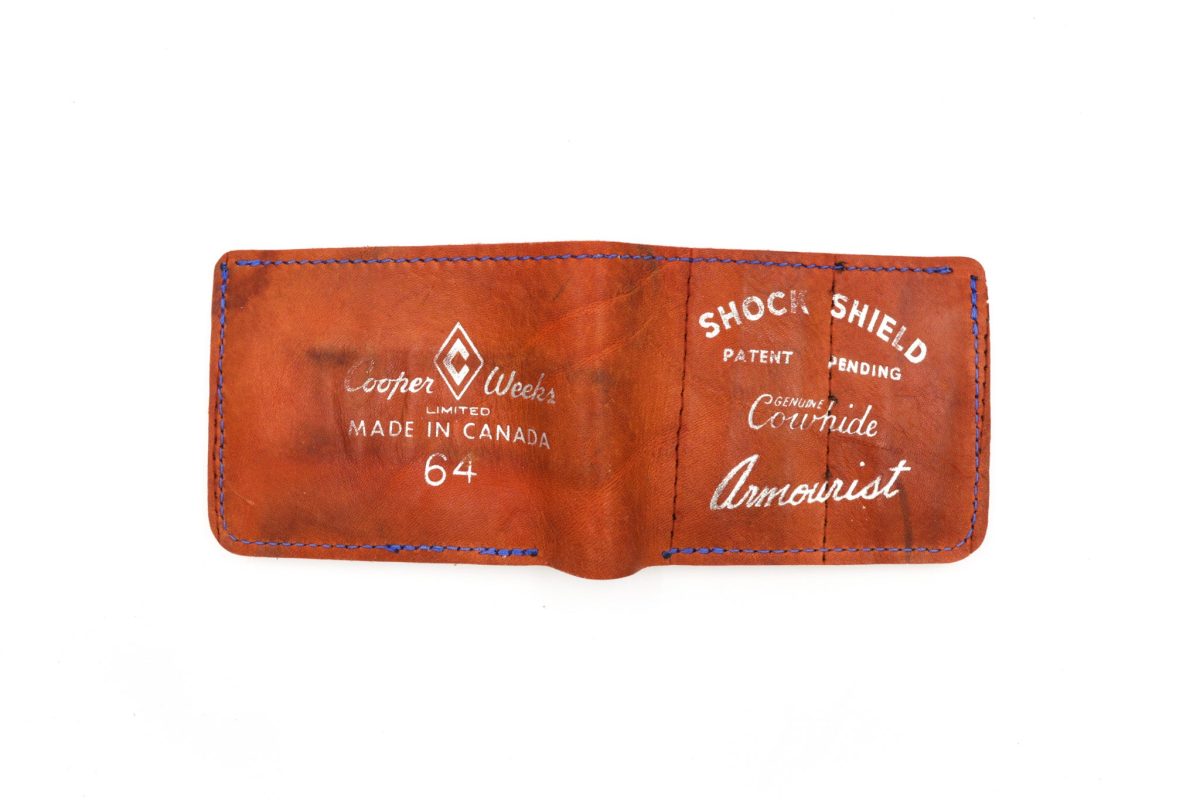 Cooper C Weeks
LIMITED
MADE IN CANADA
64
SHOCK SHIELD
PATENT PENDING
GENUINE
Cowhide
Armourist